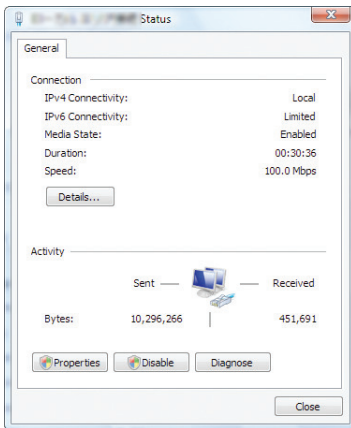 Status
General
Connection
IPv4 Connectivity: Local
IPv6 Connectivity: Limited
Media State: Enabled
Duration: 00:30:36
Speed: 100.0 Mbps
Details...
Activity
Sent Received
Bytes: 10,296,266 451,691
Properties Disable Diagnose
Close